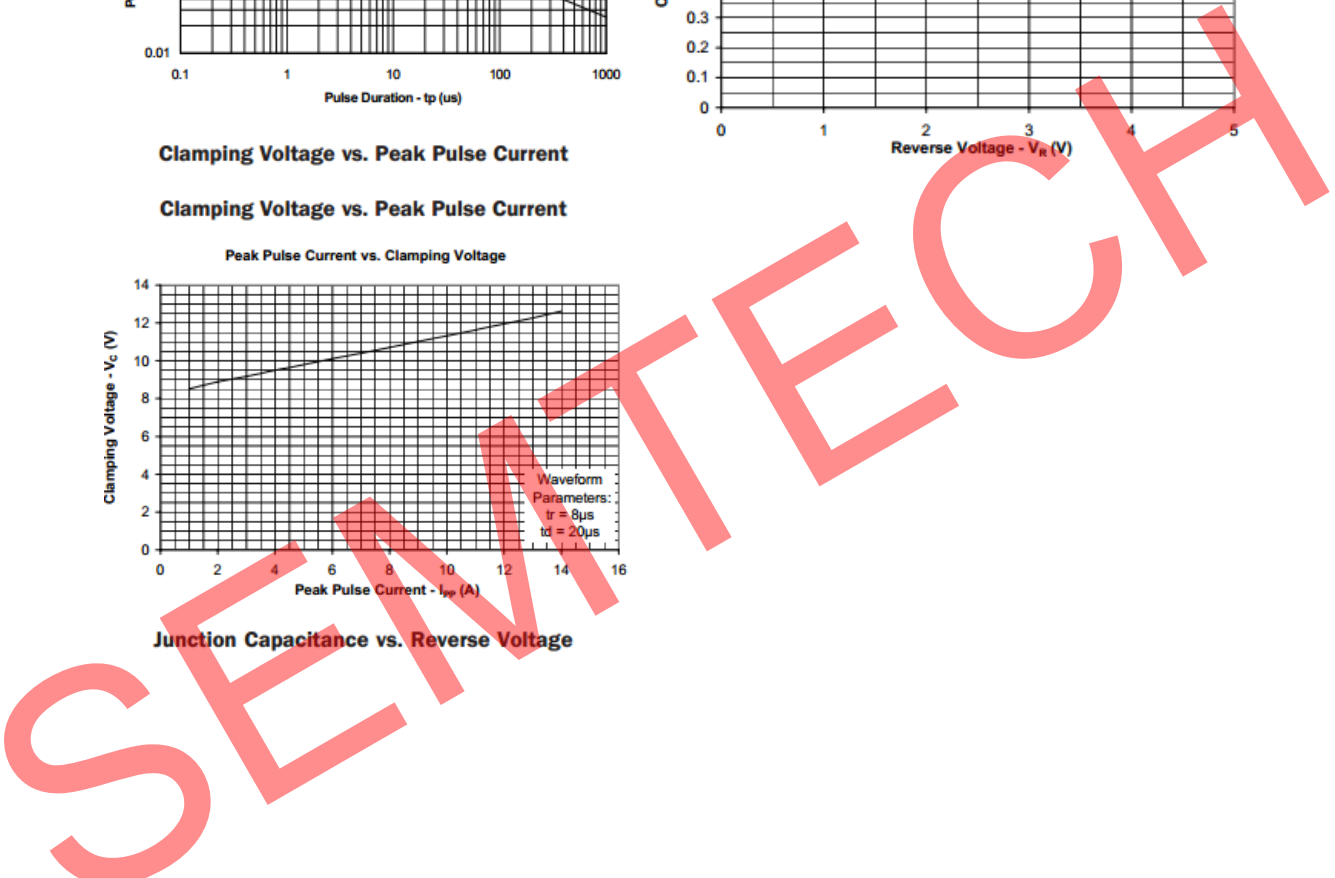 P
0.01
0.1 1 10 100 1000
Pulse Duration - tp (us)
C
0.3
0.2
0.1
0
0 1 2 3 4 5
Reverse Voltage - VR (V)
Clamping Voltage vs. Peak Pulse Current
Clamping Voltage vs. Peak Pulse Current
Peak Pulse Current vs. Clamping Voltage
Clamping Voltage - VC (V)
14
12
10
8
6
4
2
0
Waveform
Parameters:
tr = 8µs
td = 20µs
0 2 4 6 8 10 12 14 16
Peak Pulse Current - IPP (A)
Junction Capacitance vs. Reverse Voltage
SEMTECH